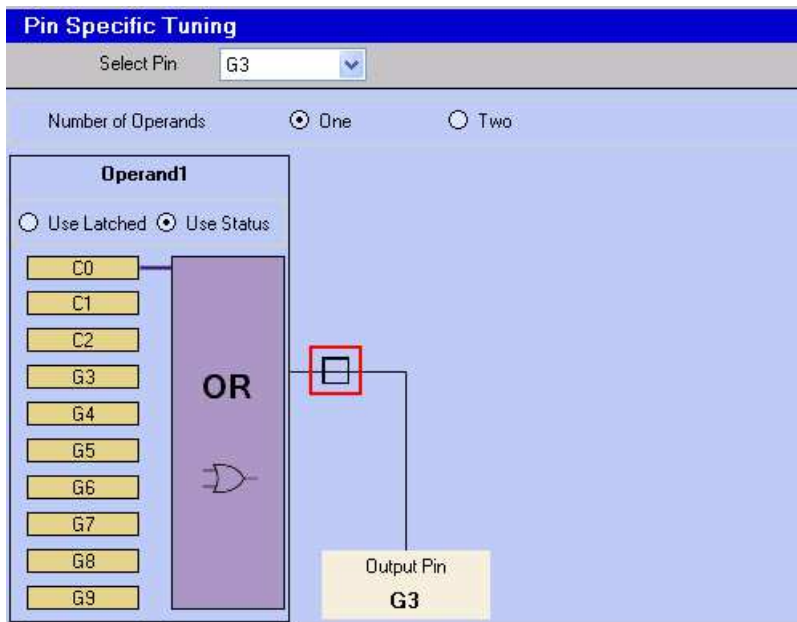 Pin Specific Tuning
Select Pin G3
Number of Operands One Two
Operand1
Use Latched Use Status
C0
C1
C2
G3
G4
G5
G6
G7
G8
G9
OR
Output Pin
G3